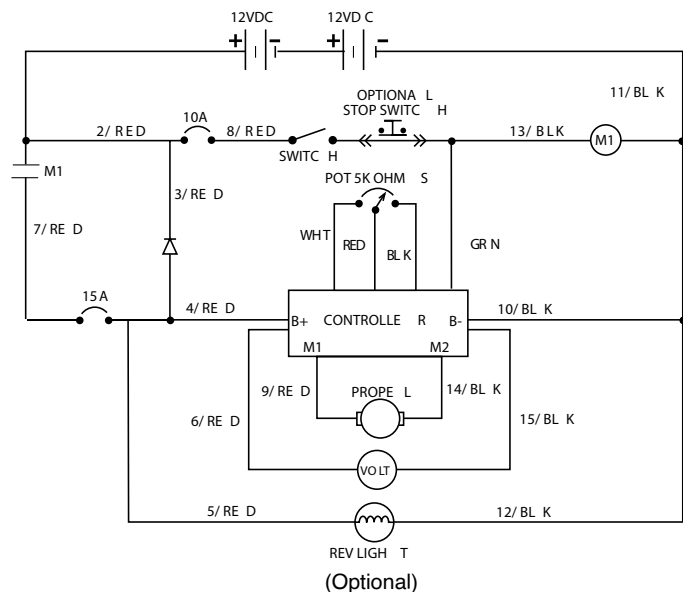 12VDC
12VD C
+ - + -
11/ BL K
OPTIONA L
STOP SWITC H
10A
2/ RED
8/ RED
13/ BLK
M1
SWITC H
M1
POT 5K OHM S
3/RE D
7/ RE D
WHT
RED
BL K
GR N
15 A
4/ RE D
B+
CONTROLLE R
B-
10/ BL K
M1
M2
9/ RE D
PROPE L
14/ BL K
6/ RE D
15/ BL K
VO LT
5/ RE D
12/ BL K
REV LIGH T
(Optional)